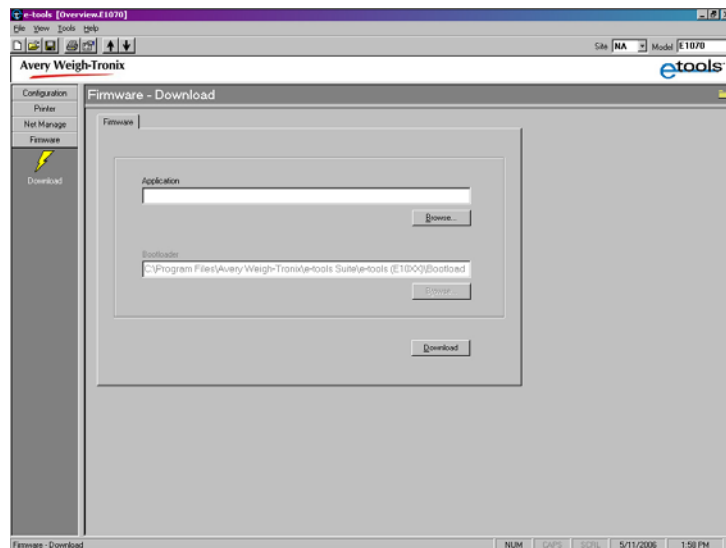 e-tools [Overview.E1070]
File View Tools Help
Site NA Model E1070
Avery Weigh-Tronix
etools
Configuration
Printer
Net Manage
Firmware
Download
Firmware - Download
Firmware
Application
Browse...
Bootloader
C:\Program Files\Avery Weigh-Tronix\e-tools Suite\e-tools (E10XX)\Bootload
Browse...
Download
Firmware - Download
NUM CAPS SCRL 5/11/2006 1:58 PM